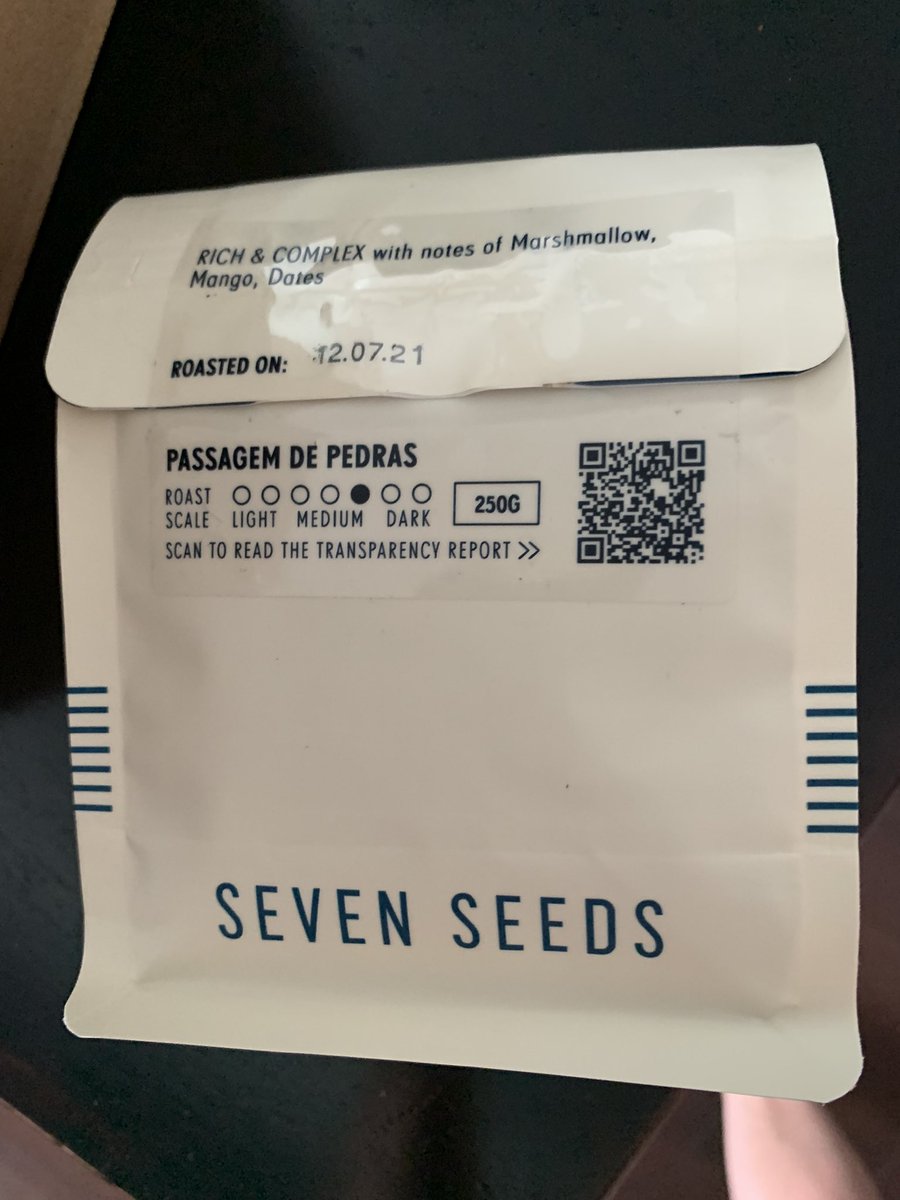 RICH & COMPLEX with notes of Marshmallow,
Mango, Dates
ROASTED ON: 12.07.21
PASSAGEM DE PEDRAS
ROAST
SCALE LIGHT MEDIUM DARK
250G
SCAN TO READ THE TRANSPARENCY REPORT >>
SEVEN SEEDS